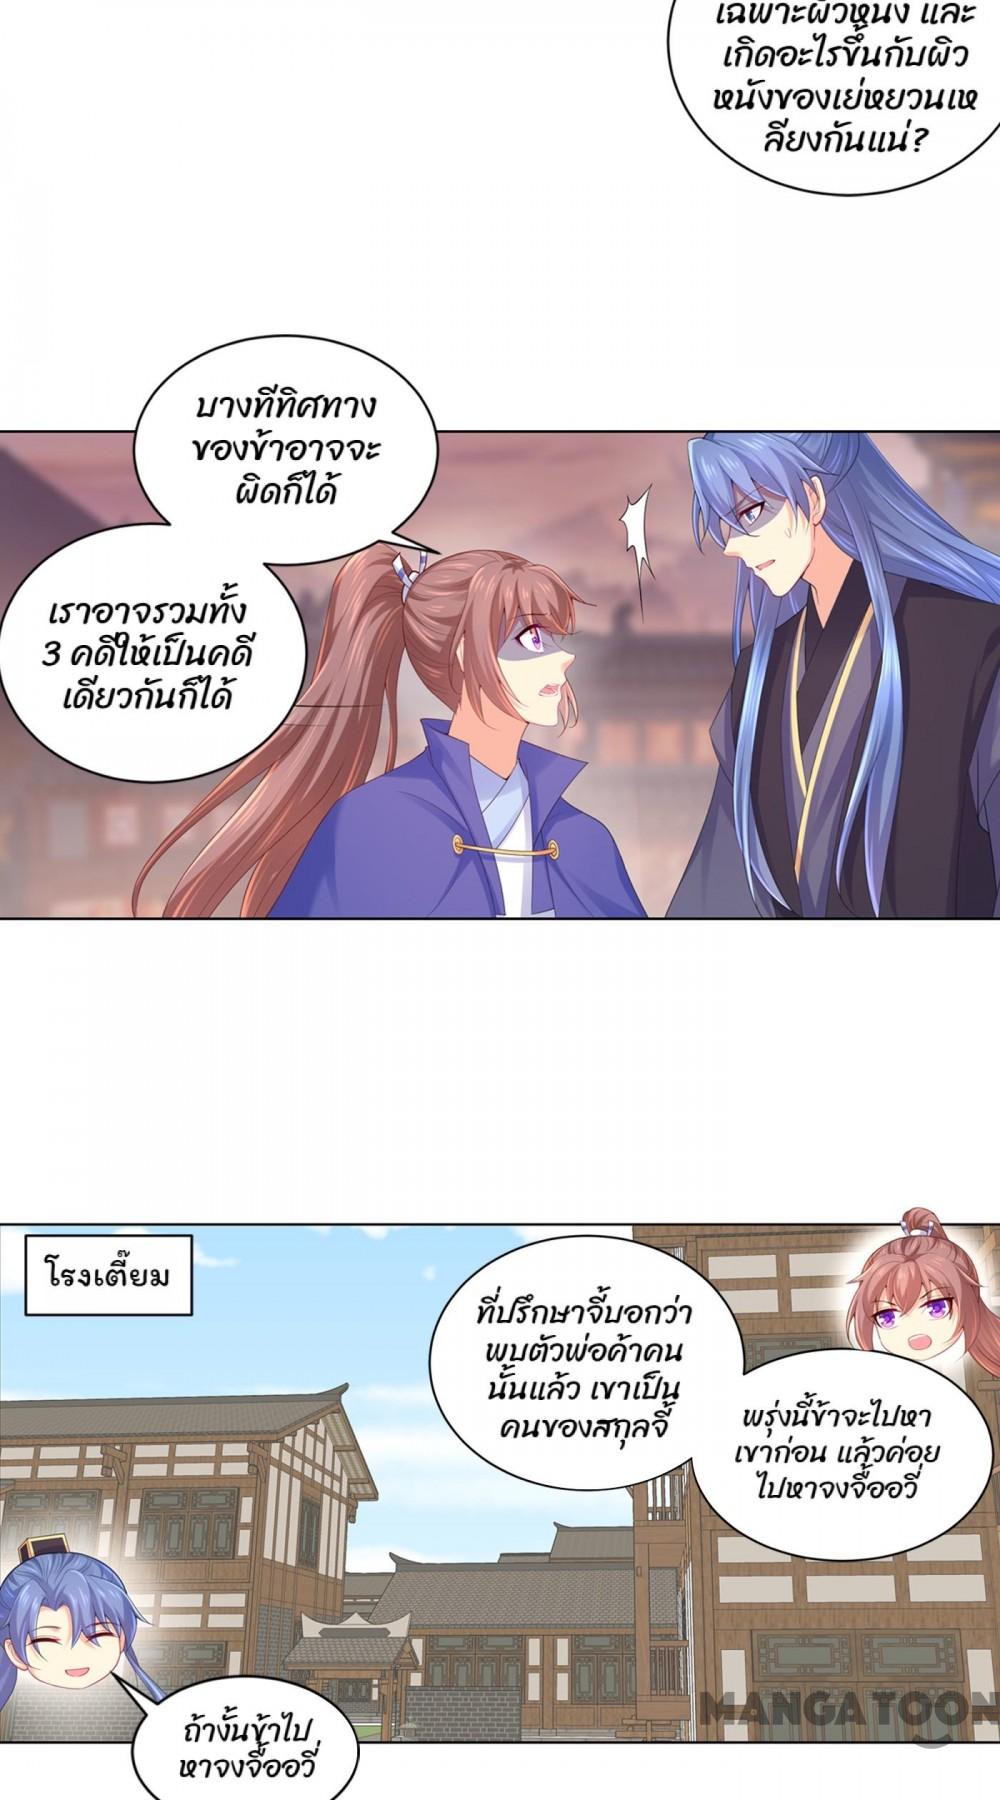 เฉพาะผิวหนัง และ
เกิดอะไรขึ้นกับผิว
หนังของเย่หยวนเห
ลียงกันแน่?
บางทีทิศทาง
ของข้าอาจจะ
ผิดก็ได้
เราอาจรวมทั้ง
3 คดีให้เป็นคดี
เดียวกันก็ได้
โรงเตี๊ยม
ที่ปรึกษาจี้บอกว่า
พบตัวพ่อค้าคน
นั้นแล้ว เขาเป็น
คนของสกุลจี้
พรุ่งนี้ข้าจะไปหา
เขาก่อน แล้วค่อย
ไปหาจงจื้ออวี่
ถ้างั้นข้าไป
หาจงจื้ออวี่
MANGATOON